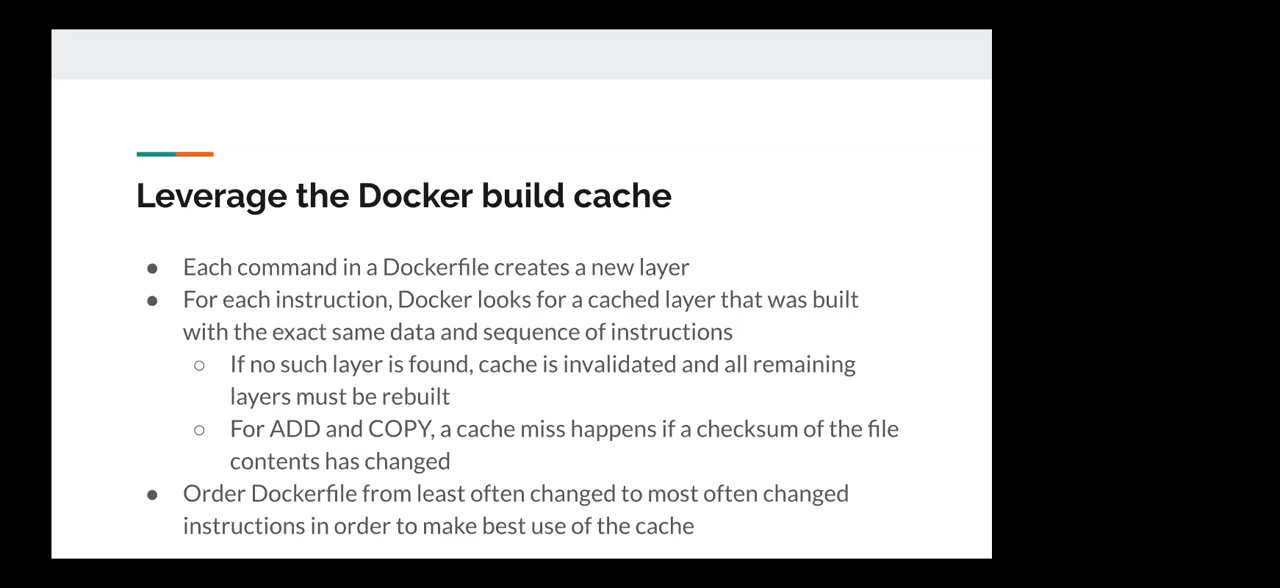 Leverage the Docker build cache
● Each command in a Dockerfile creates a new layer
● For each instruction, Docker looks for a cached layer that was built
with the exact same data and sequence of instructions
○ If no such layer is found, cache is invalidated and all remaining
layers must be rebuilt
○ For ADD and COPY, a cache miss happens if a checksum of the file
contents has changed
● Order Dockerfile from least often changed to most often changed
instructions in order to make best use of the cache